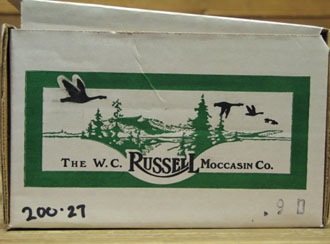 THE W.C. RUSSELL MOCCASIN CO.
200-27
.9 D